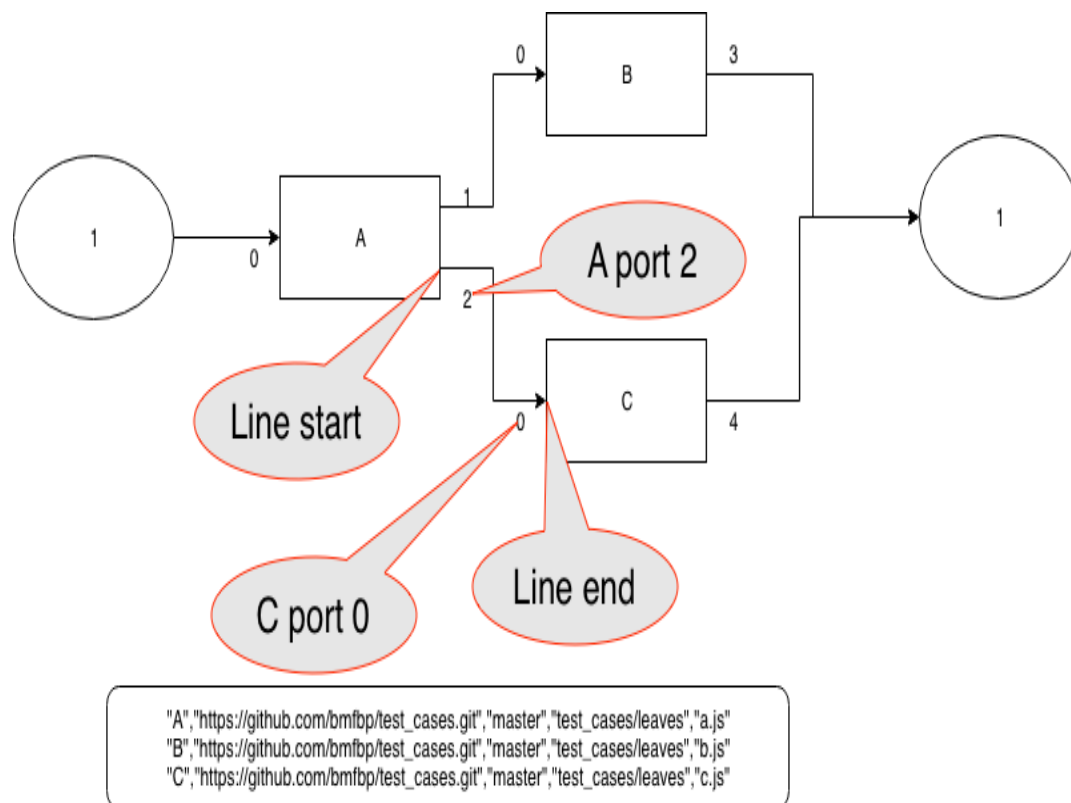 0
B
3
1
1
A
0
1
A port 2
2
Line start
C
0
4
C port 0
Line end
"A","https://github.com/bmfbp/test_cases.git","master","test_cases/leaves","a.js"
"B","https://github.com/bmfbp/test_cases.git","master","test_cases/leaves","b.js"
"C","https://github.com/bmfbp/test_cases.git","master","test_cases/leaves","c.js"